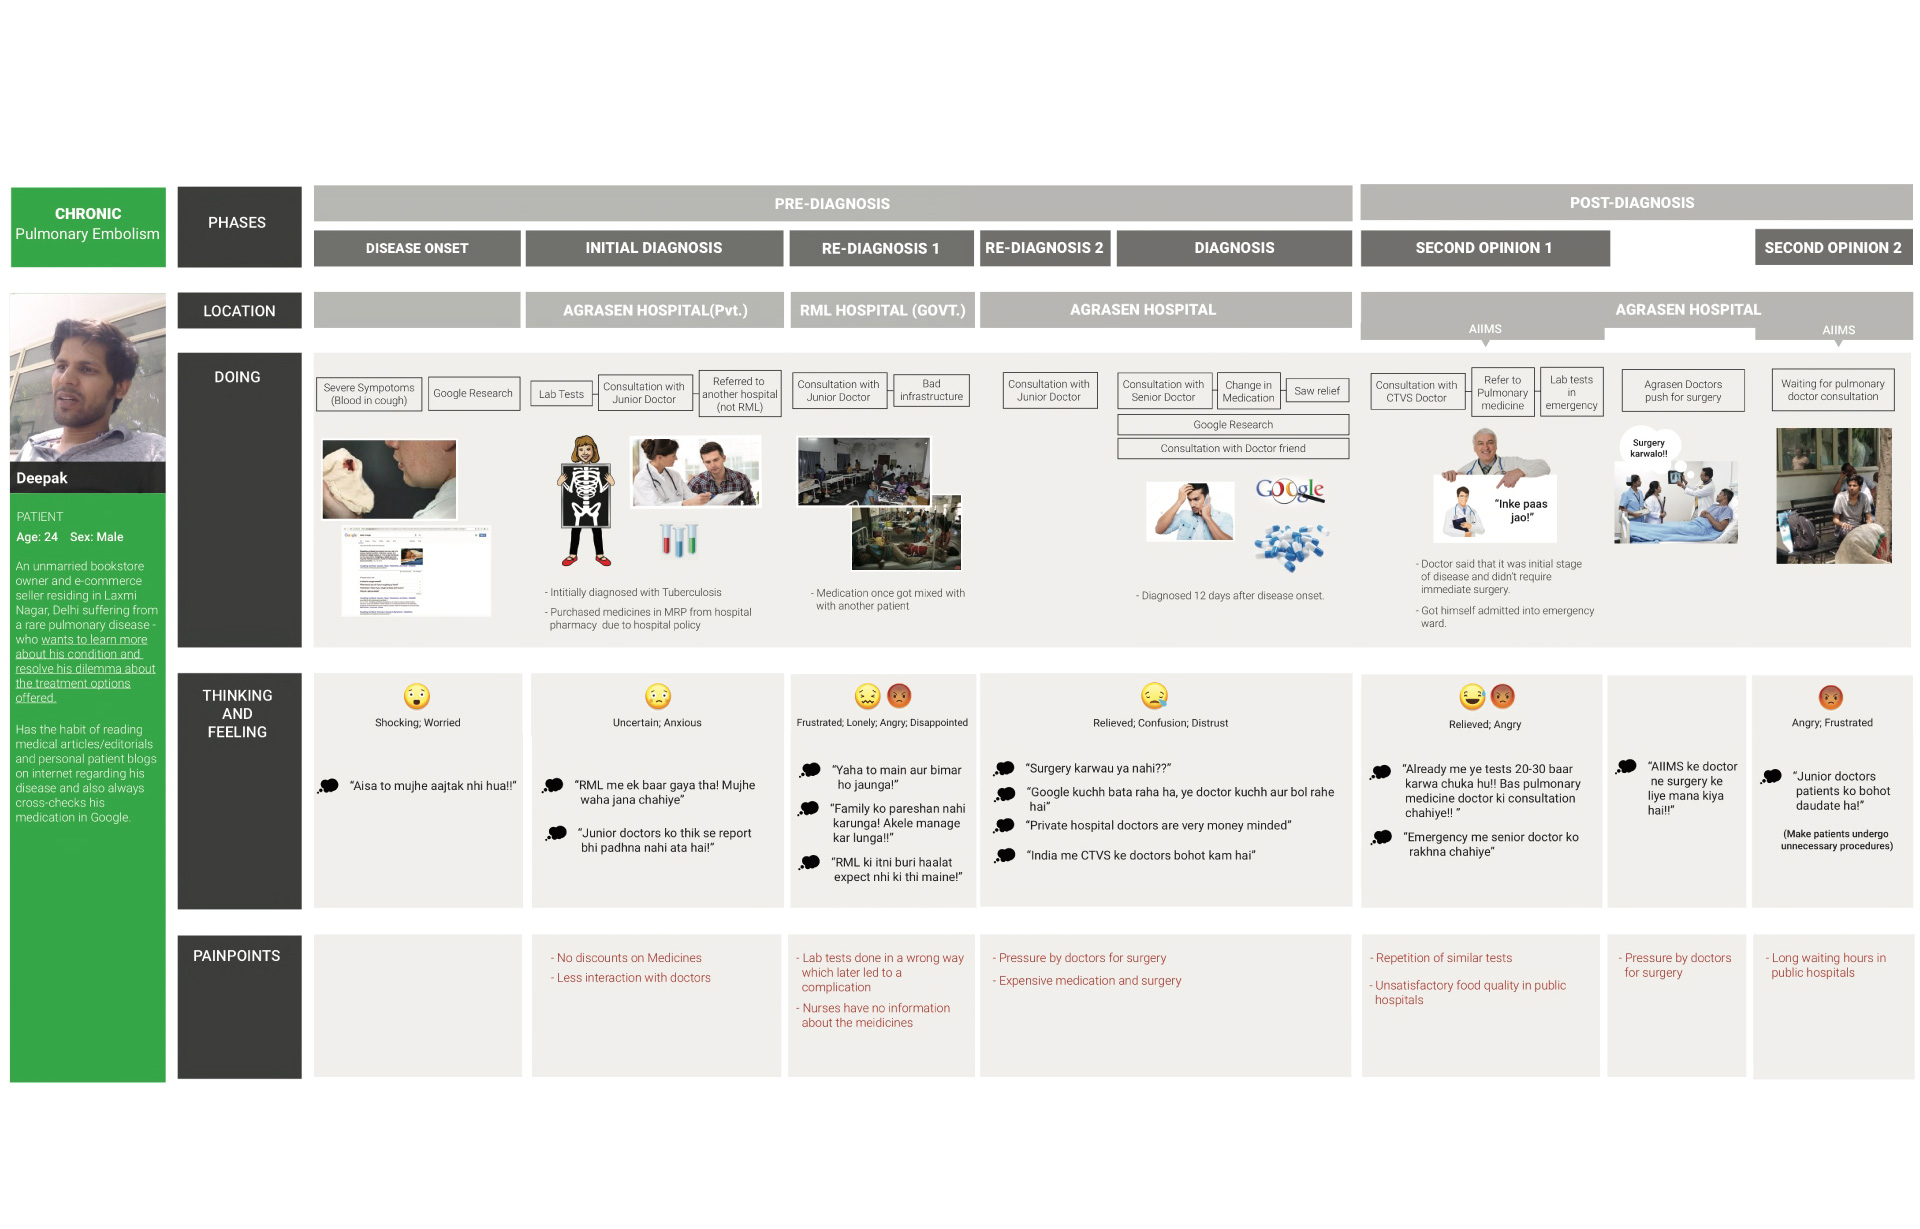 CHRONIC
Pulmonary Embolism
PHASES
PRE-DIAGNOSIS
POST-DIAGNOSIS
DISEASE ONSET
INITIAL DIAGNOSIS
RE-DIAGNOSIS 1
RE-DIAGNOSIS 2
DIAGNOSIS
SECOND OPINION 1
SECOND OPINION 2
LOCATION
AGRASEN HOSPITAL(Pvt.)
RML HOSPITAL (GOVT.)
AGRASEN HOSPITAL
AGRASEN HOSPITAL
AIIMS
AIIMS
Deepak
PATIENT
Age: 24 Sex: Male
An unmarried bookstore
owner and e-commerce
seller residing in Laxmi
Nagar, Delhi suffering from
a rare pulmonary disease -
who wants to learn more
about his condition and
resolve his dilemma about
the treatment options
offered.
Has the habit of reading
medical articles/editorials
and personal patient blogs
on internet regarding his
disease and also always
cross-checks his
medication in Google.
DOING
Severe Sympotoms
(Blood in cough)
Google Research
Lab Tests
Consultation with
Junior Doctor
Referred to
another hospital
(not RML)
- Intitially diagnosed with Tuberculosis
- Purchased medicines in MRP from hospital
pharmacy due to hospital policy
Consultation with
Junior Doctor
Bad
infrastructure
- Medication once got mixed with
with another patient
Consultation with
Junior Doctor
Consultation with
Senior Doctor
Change in
Medication
Saw relief
Google Research
Consultation with Doctor friend
Google
- Diagnosed 12 days after disease onset.
Consultation with
CTVS Doctor
Refer to
Pulmonary
medicine
Lab tests
in
emergency
"Inke paas
jao!"
- Doctor said that it was initial stage
of disease and didn't require
immediate surgery.
- Got himself admitted into emergency
ward.
Agrasen Doctors
push for surgery
Surgery
karwalo!!
Waiting for pulmonary
doctor consultation
THINKING
AND
FEELING
Shocking; Worried
"Aisa to mujhe aajtak nhi hua!!"
Uncertain; Anxious
"RML me ek baar gaya tha! Mujhe
waha jana chahiye"
"Junior doctors ko thik se report
bhi padhna nahi ata hai!"
Frustrated; Lonely; Angry; Disappointed
"Yaha to main aur bimar
ho jaunga!"
"Family ko pareshan nahi
karunga! Akele manage
kar lunga!!"
"RML ki itni buri haalat
expect nhi ki thi maine!"
Relieved; Confusion; Distrust
"Surgery karwau ya nahi??"
"Google kuchh bata raha ha, ye doctor kuchh aur bol rahe
hai"
"Private hospital doctors are very money minded"
"India me CTVS ke doctors bohot kam hai"
Relieved; Angry
"Already me ye tests 20-30 baar
karwa chuka hu!! Bas pulmonary
medicine doctor ki consultation
chahiye!! "
"Emergency me senior doctor ko
rakhna chahiye"
"AIIMS ke doctor
ne surgery ke
liye mana kiya
hai!!"
Angry; Frustrated
"Junior doctors
patients ko bohot
daudate ha!"
(Make patients undergo
unnecessary procedures)
PAINPOINTS
- No discounts on Medicines
- Less interaction with doctors
- Lab tests done in a wrong way
which later led to a
complication
- Nurses have no information
about the meidicines
- Pressure by doctors for surgery
- Expensive medication and surgery
- Repetition of similar tests
- Unsatisfactory food quality in public
hospitals
- Pressure by doctors
for surgery
- Long waiting hours in
public hospitals